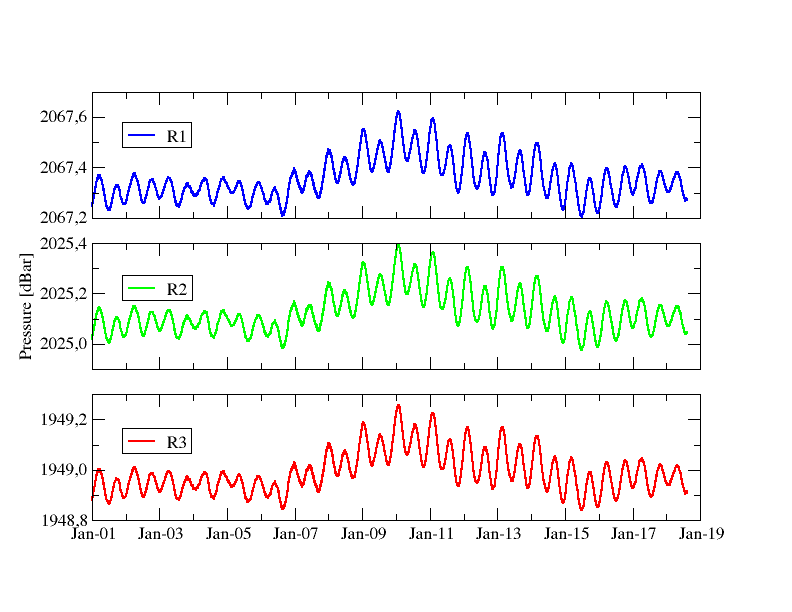 2067,6
R1
2067,4
2067,2
2025,4
R2
2025,2
Pressure [dBar]
2025,0
1949,2
R3
1949,0
1948,8
Jan-01 Jan-03 Jan-05 Jan-07 Jan-09 Jan-11 Jan-13 Jan-15 Jan-17 Jan-19